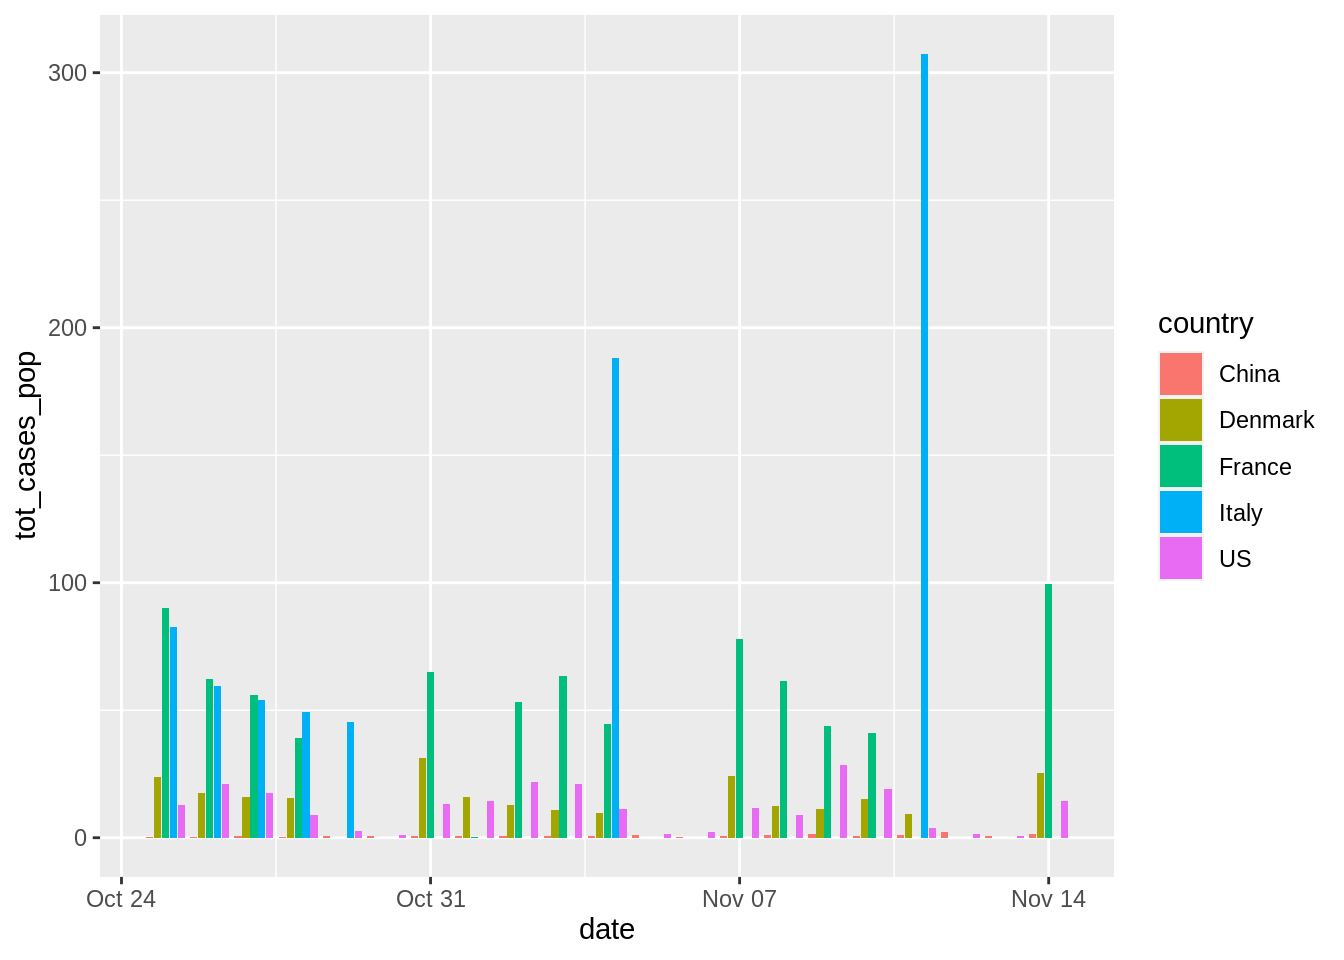 300
200
100
0
tot_cases_pop
Oct 24
Oct 31
Nov 07
Nov 14
date
country
China
Denmark
France
Italy
US